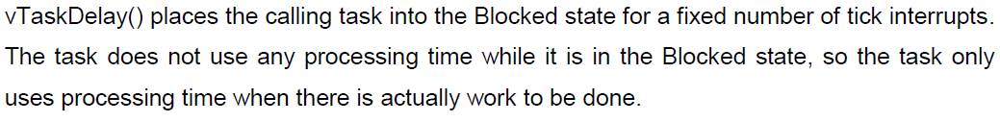 vTaskDelay() places the calling task into the Blocked state for a fixed number of tick interrupts.
The task does not use any processing time while it is in the Blocked state, so the task only
uses processing time when there is actually work to be done.